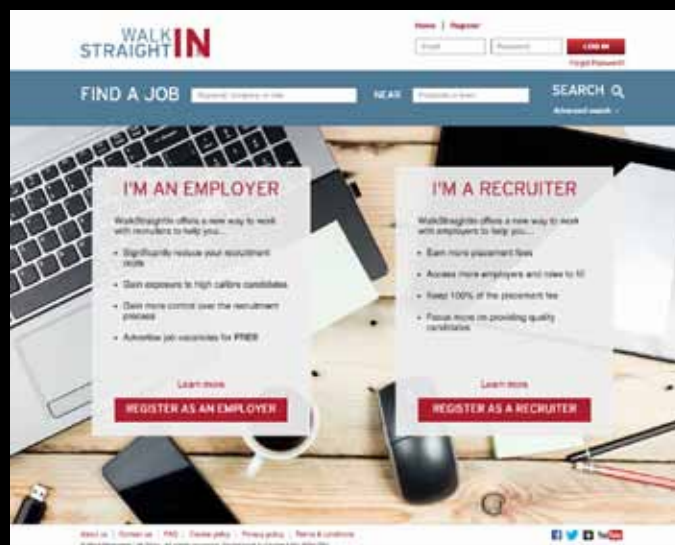 WALK
STRAIGHT IN
Home | Register
Email
Password
LOG IN
Forgot Password?
FIND A JOB
NEAR
SEARCH
Advanced search
I'M AN EMPLOYER
WalkStraightIn offers a new way to work
with recruiters to help you...
• Significantly reduce your recruitment
costs
• Gain exposure to high calibre candidates
• Gain more control over the recruitment
process
• Advertise job vacancies for FREE
Learn more
REGISTER AS AN EMPLOYER
I'M A RECRUITER
WalkStraightIn offers a new way to work
with employers to help you...
• Earn more placement fees
• Access more employers and roles to fill
• Keep 100% of the placement fee
• Focus more on providing quality
candidates
Learn more
REGISTER AS A RECRUITER
About us | Contact us | FAQ | Cookie policy | Privacy policy | Terms & conditions
YouTube